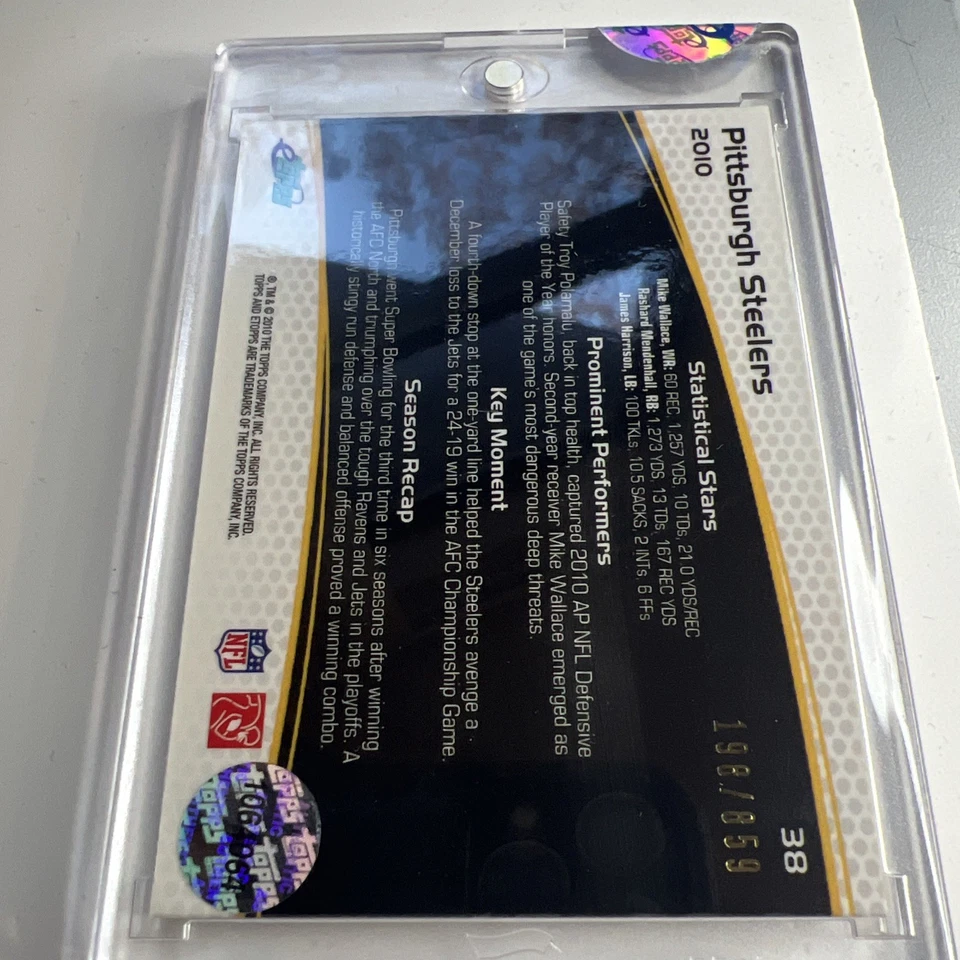 Pittsburgh Steelers
2010
38
198/859
Statistical Stars
Mike Wallace, WR: 60 REC, 1,257 YDS, 10 TDs, 21.0 YDS/REC
Rashard Mendenhall, RB: 1,273 YDS, 13 TDs, 167 REC YDS
James Harrison, LB: 100 TKLs, 10.5 SACKS, 2 INTs, 6 FFs
Prominent Performers
Safety Troy Polamalu, back in top health, captured 2010 AP NFL Defensive
Player of the Year honors. Second-year receiver Mike Wallace emerged as
one of the game's most dangerous deep threats.
Key Moment
A fourth-down stop at the one-yard line helped the Steelers avenge a
December loss to the Jets for a 24-19 win in the AFC Championship Game.
Season Recap
Pittsburgh went Super Bowling for the third time in six seasons after winning
the AFC North and triumphing over the tough Ravens and Jets in the playoffs. A
historically stingy run defense and balanced offense proved a winning combo.
etopps
®, TM & © 2010 THE TOPPS COMPANY, INC. ALL RIGHTS RESERVED.
TOPPS AND ETOPPS ARE TRADEMARKS OF THE TOPPS COMPANY, INC.
NFL
topps
topps